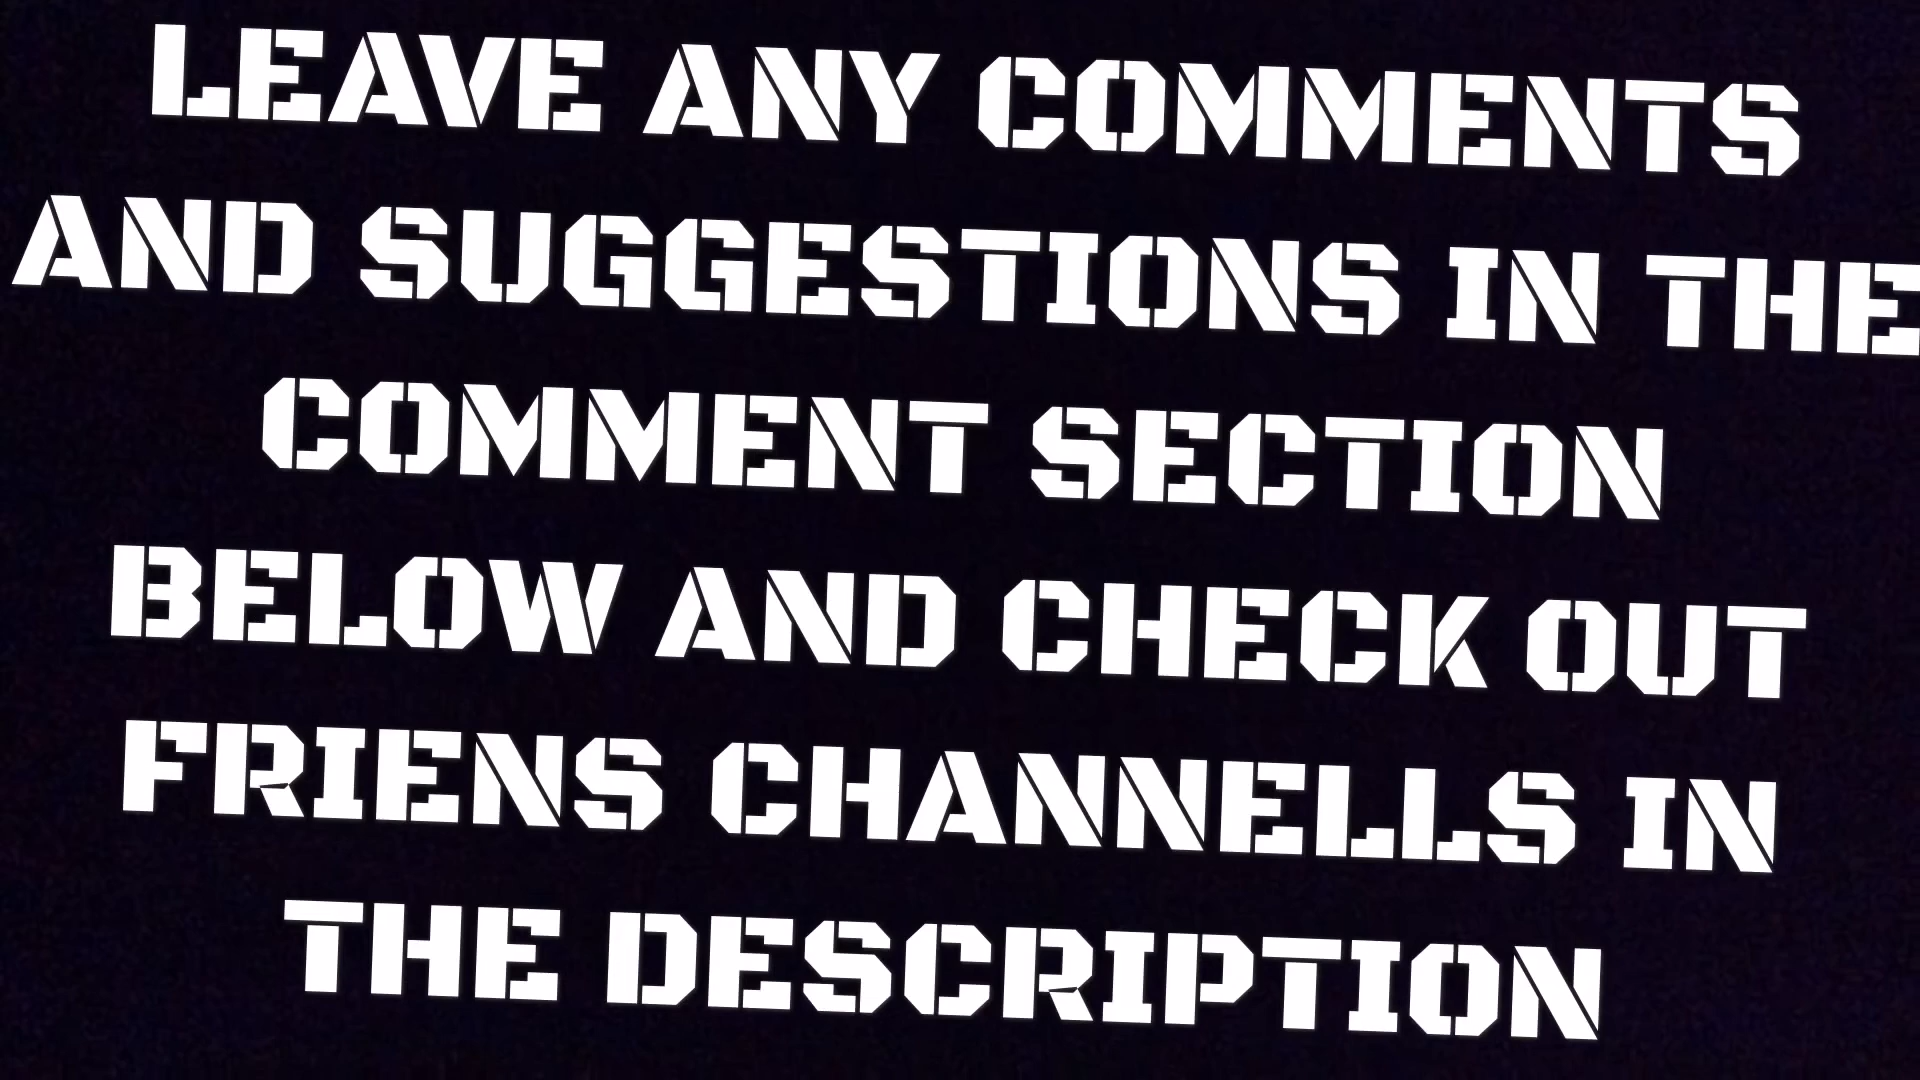 LEAVE ANY COMMENTS
AND SUGGESTIONS IN THE
COMMENT SECTION
BELOW AND CHECK OUT
FRIENS CHANNELLS IN
THE DESCRIPTION